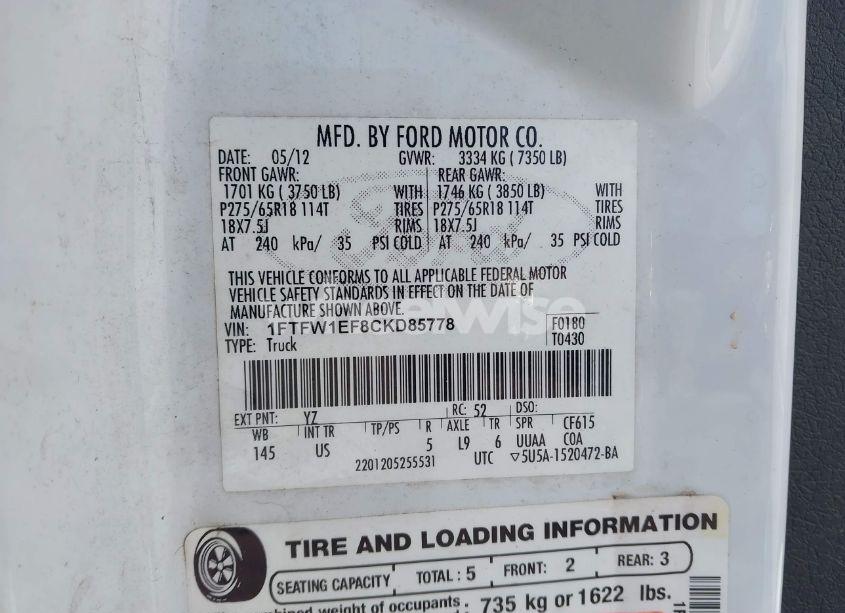 MFD. BY FORD MOTOR CO.
DATE: 05/12 GVWR: 3334 KG ( 7350 LB)
FRONT GAWR: REAR GAWR:
1701 KG ( 3750 LB) WITH 1746 KG ( 3850 LB) WITH
P275/65R18 114T TIRES P275/65R18 114T TIRES
18X7.5J RIMS 18X7.5J RIMS
AT 240 kPa/ 35 PSI COLD AT 240 kPa/ 35 PSI COLD
THIS VEHICLE CONFORMS TO ALL APPLICABLE FEDERAL MOTOR
VEHICLE SAFETY STANDARDS IN EFFECT ON THE DATE OF
MANUFACTURE SHOWN ABOVE.
VIN: 1FTFW1EF8CKD85778 F0180
TYPE: Truck T0430
EXT PNT: YZ RC: 52 DSO:
WB INT TR TP/PS R AXLE TR SPR CF615
145 US 5 L9 6 UUAA COA
2201205255531 UTC ▽5U5A-1520472-BA
TIRE AND LOADING INFORMATION
SEATING CAPACITY TOTAL : 5 FRONT: 2 REAR: 3
weight of occupants 735 kg or 1622 lbs.